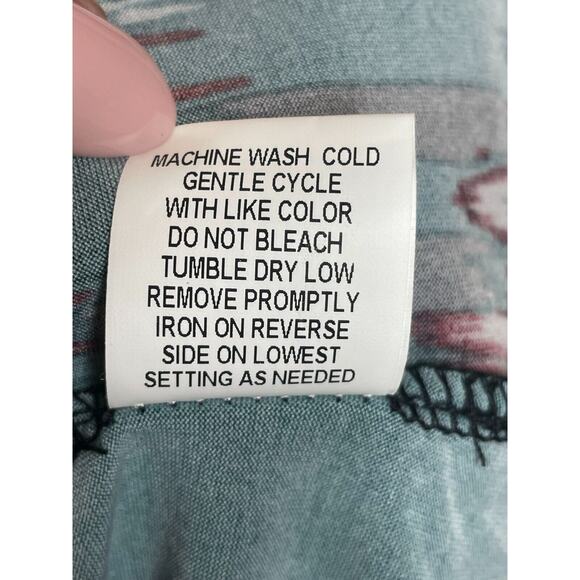 MACHINE WASH COLD
GENTLE CYCLE
WITH LIKE COLOR
DO NOT BLEACH
TUMBLE DRY LOW
REMOVE PROMPTLY
IRON ON REVERSE
SIDE ON LOWEST
SETTING AS NEEDED